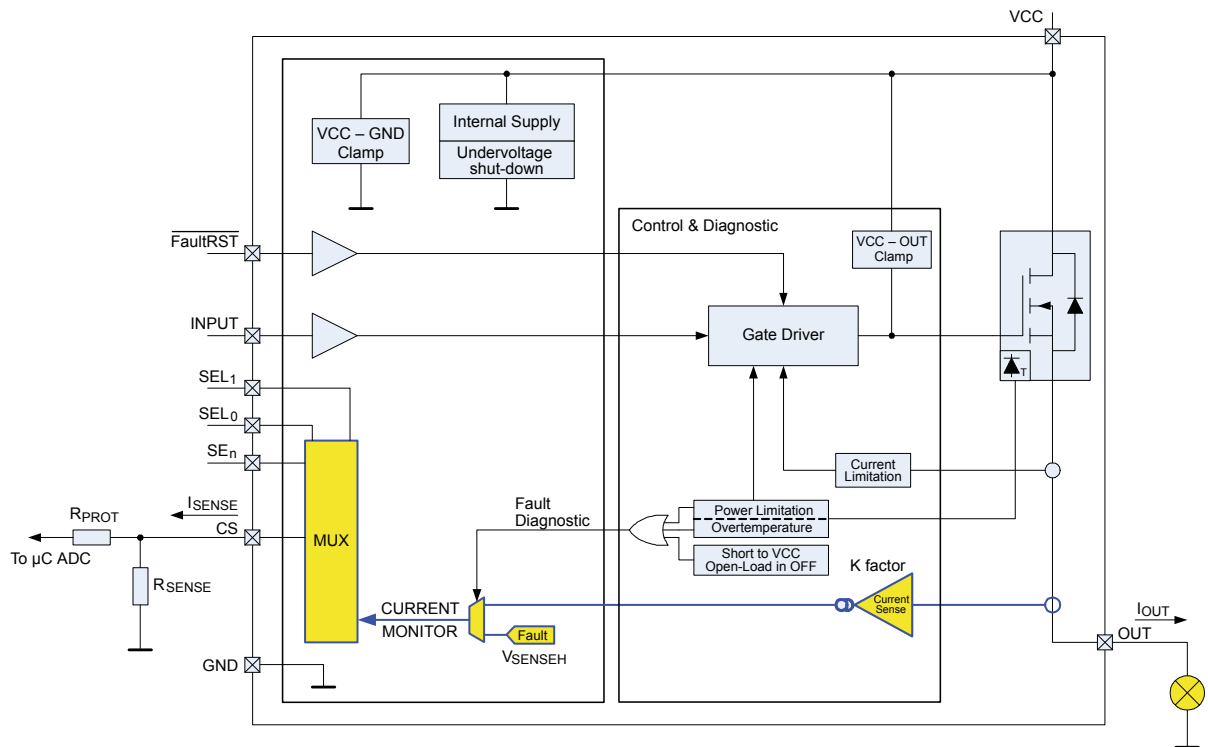 VCC
VCC – GND
Clamp
Internal Supply
Undervoltage
shut-down
Control & Diagnostic
FaultRST
VCC – OUT
Clamp
INPUT
Gate Driver
T
SEL1
SEL0
SEn
Current
Limitation
ISENSE
Fault
Diagnostic
Power Limitation
Overtemperature
RPROT
CS
To µC ADC
MUX
Short to VCC
Open-Load in OFF
RSENSE
K factor
Current
Sense
CURRENT
MONITOR
Fault
VSENSEH
IOUT
OUT
GND